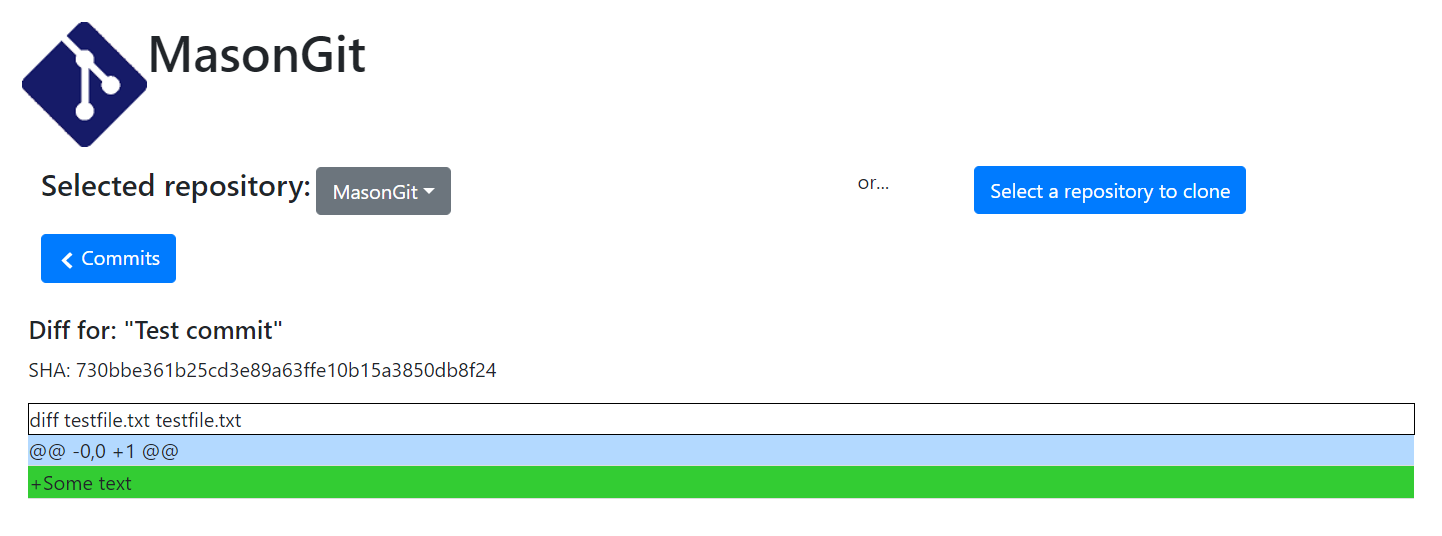 MasonGit
Selected repository: MasonGit or... Select a repository to clone
Commits
Diff for: "Test commit"
SHA: 730bbe361b25cd3e89a63ffe10b15a3850db8f24
diff testfile.txt testfile.txt
@@ -0,0 +1 @@
+Some text